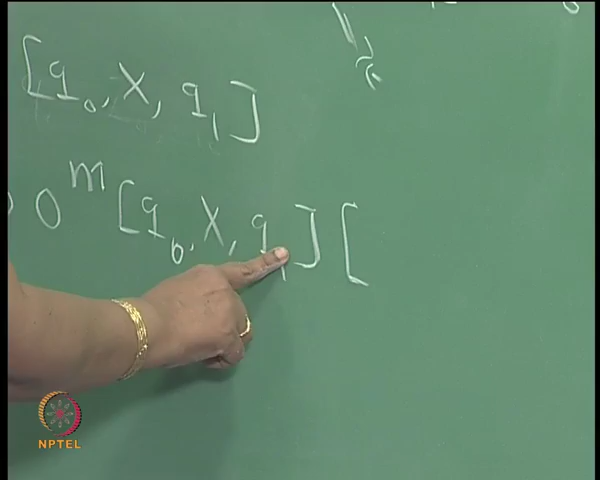 [q₀, X, q₁]
0ᵐ [q₀, X, q₁] [
NPTEL